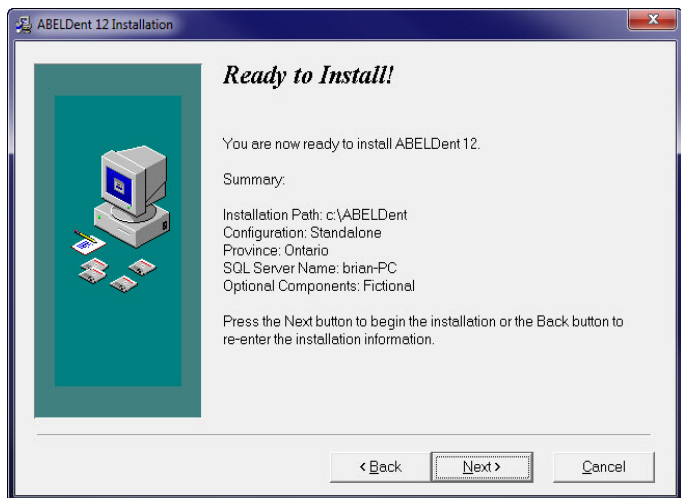 ABELDent 12 Installation
Ready to Install!
You are now ready to install ABELDent 12.
Summary:
Installation Path: c:\ABELDent
Configuration: Standalone
Province: Ontario
SQL Server Name: brian-PC
Optional Components: Fictional
Press the Next button to begin the installation or the Back button to
re-enter the installation information.
< Back Next > Cancel